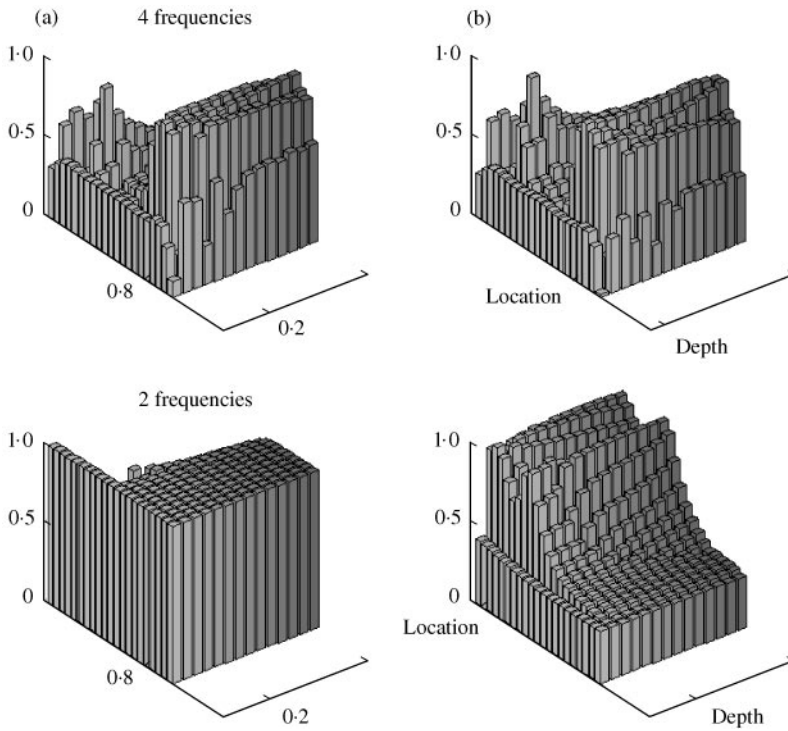 (a)
4 frequencies
1·0
0·5
0
0·8
0·2
(b)
1·0
0·5
0
Location
Depth
2 frequencies
1·0
0·5
0
0·8
0·2
1·0
0·5
0
Location
Depth